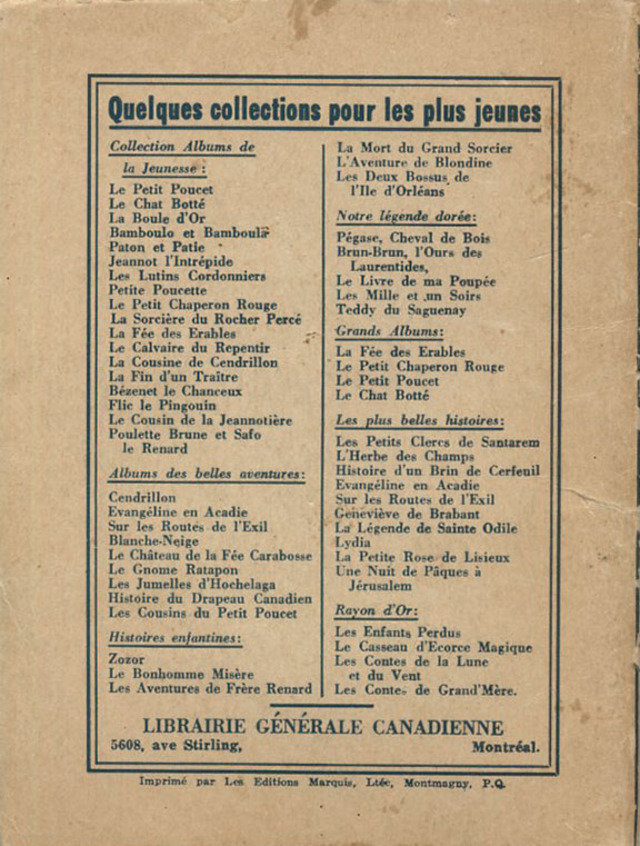 Quelques collections pour les plus jeunes
Collection Albums de
la Jeunesse :
Le Petit Poucet
Le Chat Botté
La Boule d'Or
Bamboulo et Bamboula
Paton et Patie
Jeannot l'Intrépide
Les Lutins Cordonniers
Petite Poucette
Le Petit Chaperon Rouge
La Sorcière du Rocher Percé
La Fée des Erables
Le Calvaire du Repentir
La Cousine de Cendrillon
La Fin d'un Traître
Bézenet le Chanceux
Flic le Pingouin
Le Cousin de la Jeannotière
Poulette Brune et Safo
le Renard
Albums des belles aventures:
Cendrillon
Evangéline en Acadie
Sur les Routes de l'Exil
Blanche-Neige
Le Château de la Fée Carabosse
Le Gnome Ratapon
Les Jumelles d'Hochelaga
Histoire du Drapeau Canadien
Les Cousins du Petit Poucet
Histoires enfantines:
Zozor
Le Bonhomme Misère
Les Aventures de Frère Renard
La Mort du Grand Sorcier
L'Aventure de Blondine
Les Deux Bossus de
l'Ile d'Orléans
Notre légende dorée:
Pégase, Cheval de Bois
Brun-Brun, l'Ours des
Laurentides,
Le Livre de ma Poupée
Les Mille et un Soirs
Teddy du Saguenay
Grands Albums:
La Fée des Erables
Le Petit Chaperon Rouge
Le Petit Poucet
Le Chat Botté
Les plus belles histoires:
Les Petits Clercs de Santarem
L'Herbe des Champs
Histoire d'un Brin de Cerfeuil
Evangéline en Acadie
Sur les Routes de l'Exil
Geneviève de Brabant
La Légende de Sainte Odile
Lydia
La Petite Rose de Lisieux
Une Nuit de Pâques à
Jérusalem
Rayon d'Or:
Les Enfants Perdus
Le Casseau d'Ecorce Magique
Les Contes de la Lune
et du Vent
Les Contes de Grand'Mère.
LIBRAIRIE GÉNÉRALE CANADIENNE
5608, ave Stirling, Montréal.
Imprimé par Les Editions Marquis, Ltée, Montmagny, P.Q.